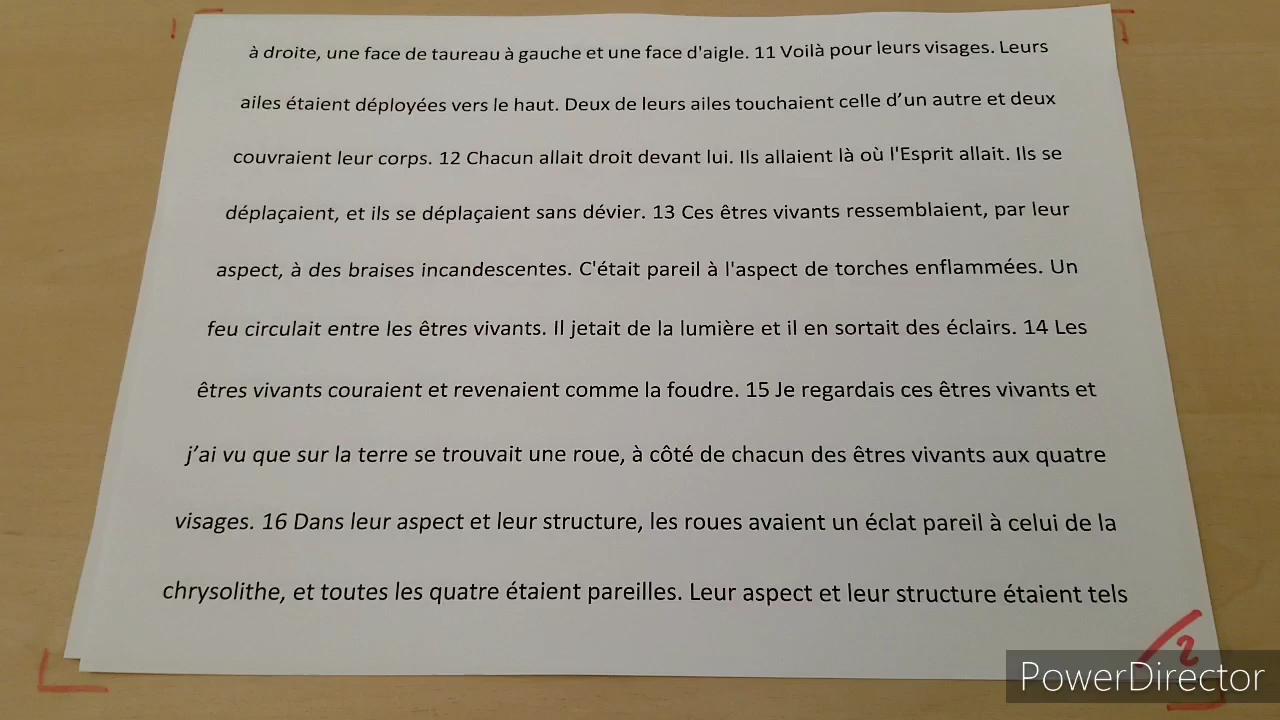 à droite, une face de taureau à gauche et une face d'aigle. 11 Voilà pour leurs visages. Leurs
ailes étaient déployées vers le haut. Deux de leurs ailes touchaient celle d’un autre et deux
couvraient leur corps. 12 Chacun allait droit devant lui. Ils allaient là où l'Esprit allait. Ils se
déplaçaient, et ils se déplaçaient sans dévier. 13 Ces êtres vivants ressemblaient, par leur
aspect, à des braises incandescentes. C'était pareil à l'aspect de torches enflammées. Un
feu circulait entre les êtres vivants. Il jetait de la lumière et il en sortait des éclairs. 14 Les
êtres vivants couraient et revenaient comme la foudre. 15 Je regardais ces êtres vivants et
j’ai vu que sur la terre se trouvait une roue, à côté de chacun des êtres vivants aux quatre
visages. 16 Dans leur aspect et leur structure, les roues avaient un éclat pareil à celui de la
chrysolithe, et toutes les quatre étaient pareilles. Leur aspect et leur structure étaient tels
2
PowerDirector